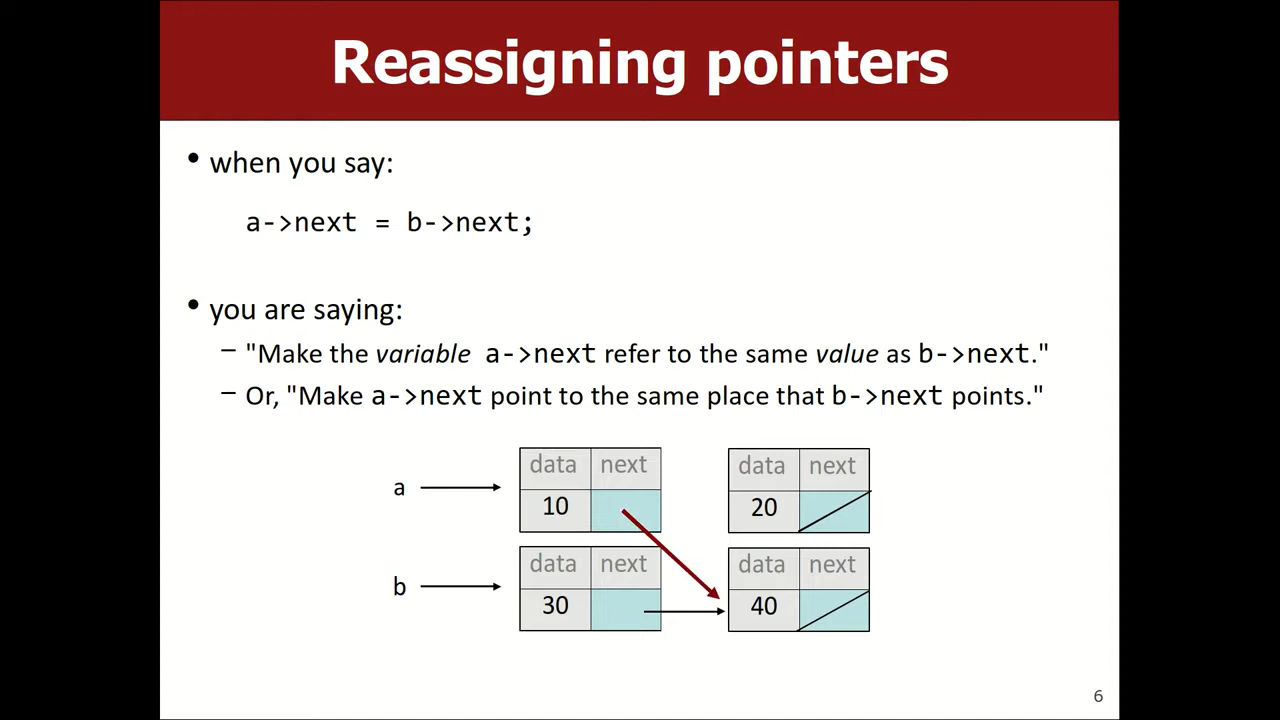 Reassigning pointers
• when you say:
a->next = b->next;
• you are saying:
– "Make the variable a->next refer to the same value as b->next."
– Or, "Make a->next point to the same place that b->next points."
data next data next
a 10 20
data next data next
b 30 40
6